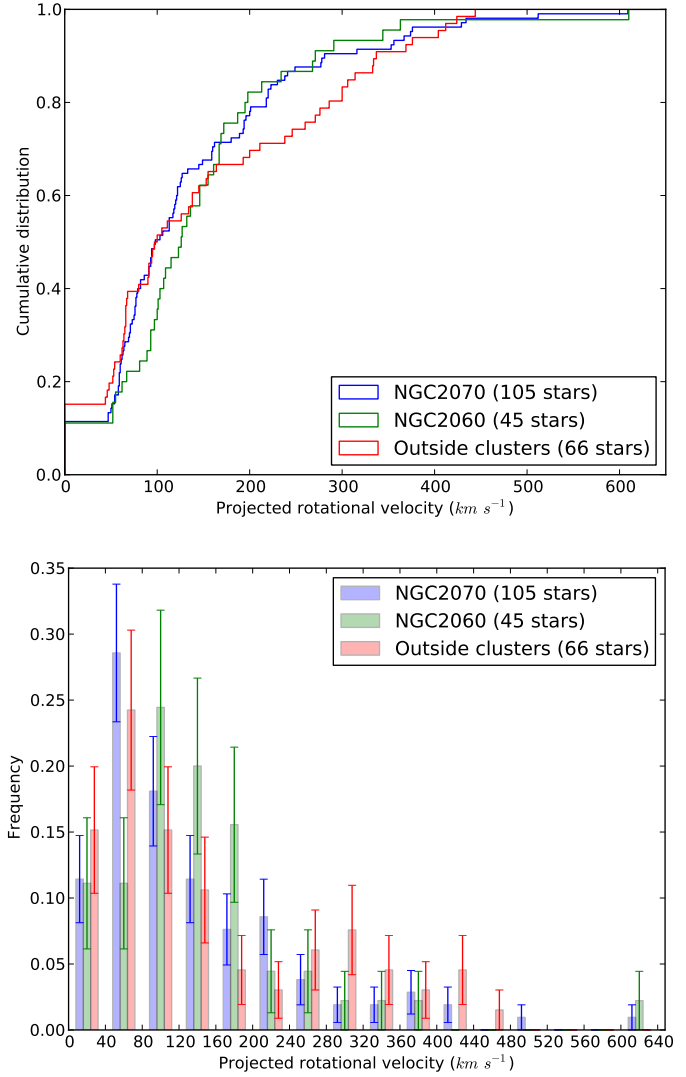 1.0
0.8
0.6
0.4
0.2
0.0
Cumulative distribution
NGC2070 (105 stars)
NGC2060 (45 stars)
Outside clusters (66 stars)
0 100 200 300 400 500 600
Projected rotational velocity (km s⁻¹)
0.35
0.30
0.25
0.20
0.15
0.10
0.05
0.00
Frequency
NGC2070 (105 stars)
NGC2060 (45 stars)
Outside clusters (66 stars)
0 40 80 120 160 200 240 280 320 360 400 440 480 520 560 600 640
Projected rotational velocity (km s⁻¹)